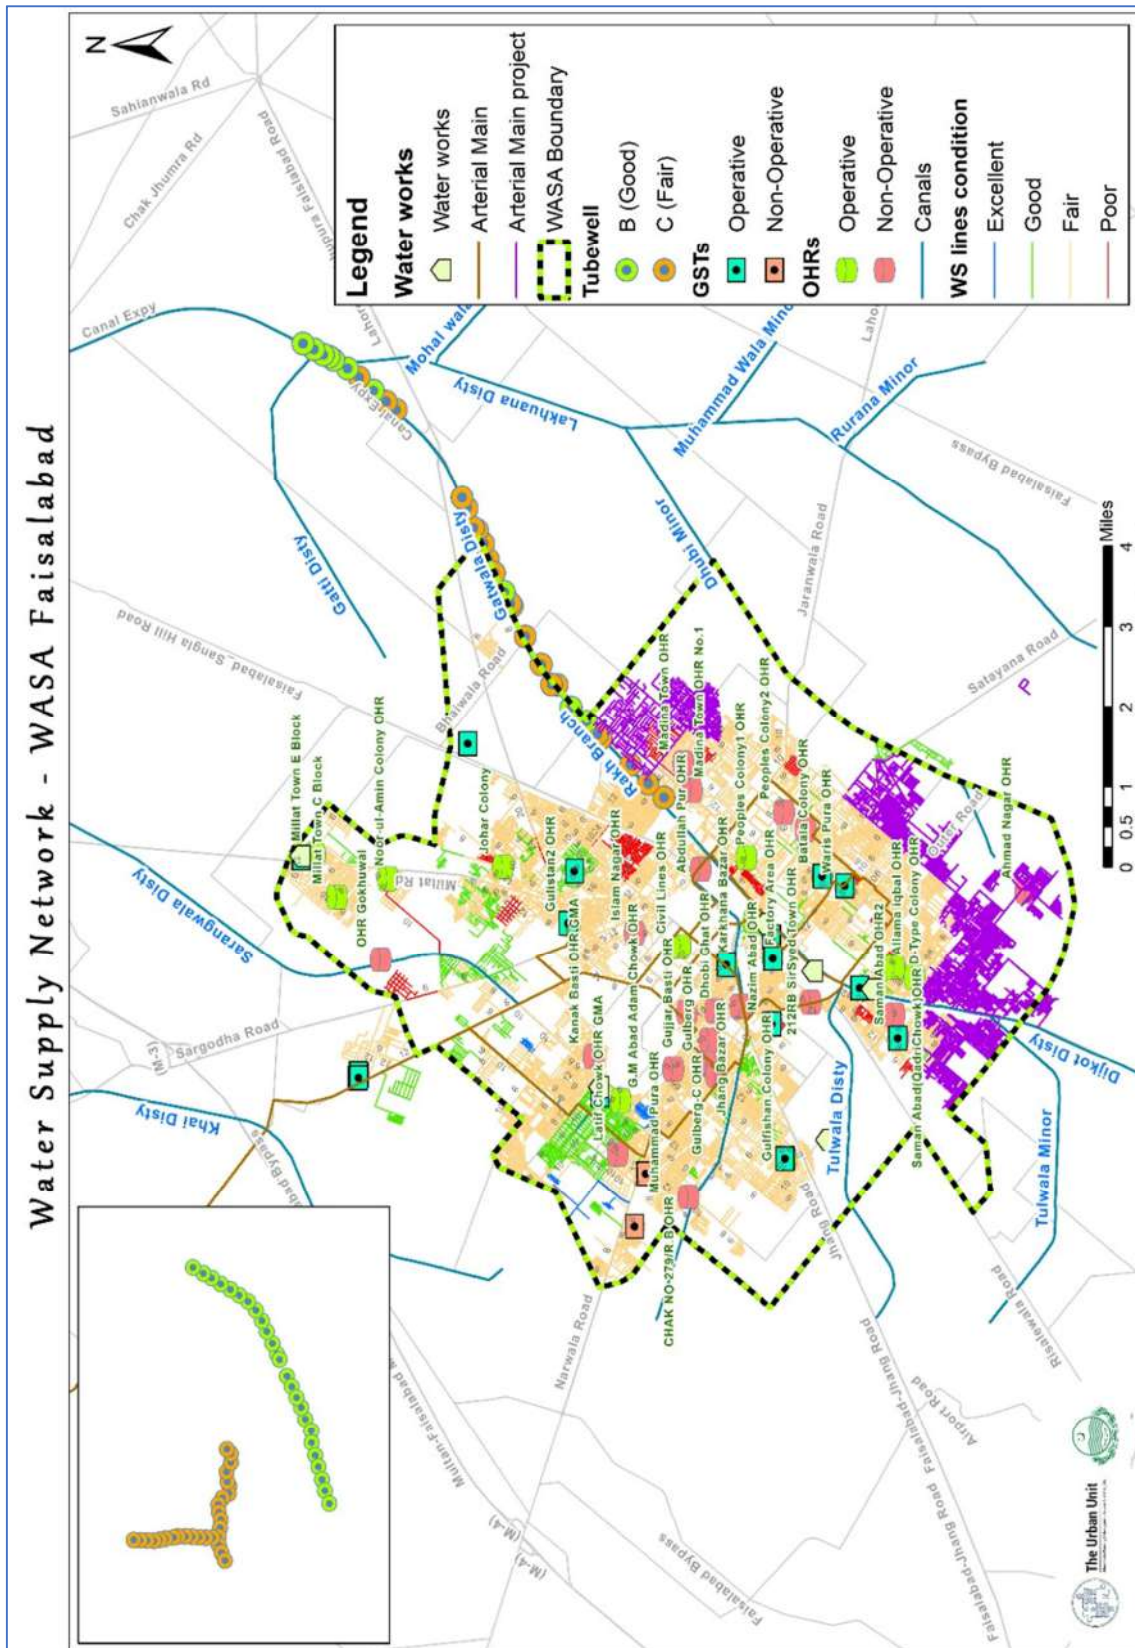 Water Supply Network - WASA Faisalabad
N
Sahianwala Rd
Chak Jhumra Rd
Canal Expy
Canal Expy
Mohal wala
Lakhuana Disty
Gatti Disty
Muhammad Wala Minor
Rurana Minor
Faisalabad Bypass
Dhubi Minor
Gatwala Disty
Rakh Branch
Jaranwala Road
Satayana Road
Faisalabad_Sangla Hill Road
Bhaiwala Road
Millat Rd
Sarangwala Disty
Sargodha Road
(M-3)
Khai Disty
Narwala Road
(M-4)
(M-4)
Faisalabad Bypass
Faisalabad-Jhang Road
Faisalabad-Jhang Road
Jhang Road
Airport Road
Risalewala Road
Tulwala Disty
Tulwala Minor
Dijkot Disty
Outer Road
P
Millat Town E Block
Millat Town C Block
Noor-ul-Amin Colony OHR
OHR Gokhuwal
Johar Colony
Gulistan2 OHR
Islam Nagar OHR
Kanak Basti OHR GMA
Latif Chowk OHR GMA
G.M Abad Adam Chowk OHR
Muhammad Pura OHR
Gujjar Basti OHR
Gulberg OHR
Gulberg-C OHR
Civil Lines OHR
Dhobi Ghat OHR
Jhang Bazar OHR
Karkhana Bazar OHR
Nazim Abad OHR
Abdullah Pur OHR
Madina Town OHR
Madina Town OHR No.1
Peoples Colony1 OHR
Peoples Colony2 OHR
Factory Area OHR
Batala Colony OHR
Waris Pura OHR
212RB SirSyed Town OHR
Gulfishan Colony OHR
CHAK NO-279/R.B OHR
Saman Abad OHR2
Allama iqbal OHR
D-Type Colony OHR
Saman Abad(Qadri Chowk) OHR
Ahmad Nagar OHR
Legend
Water works
Water works
Arterial Main
Arterial Main project
WASA Boundary
Tubewell
B (Good)
C (Fair)
GSTs
Operative
Non-Operative
OHRs
Operative
Non-Operative
Canals
WS lines condition
Excellent
Good
Fair
Poor
0 0.5 1 2 3 4
Miles
The Urban Unit